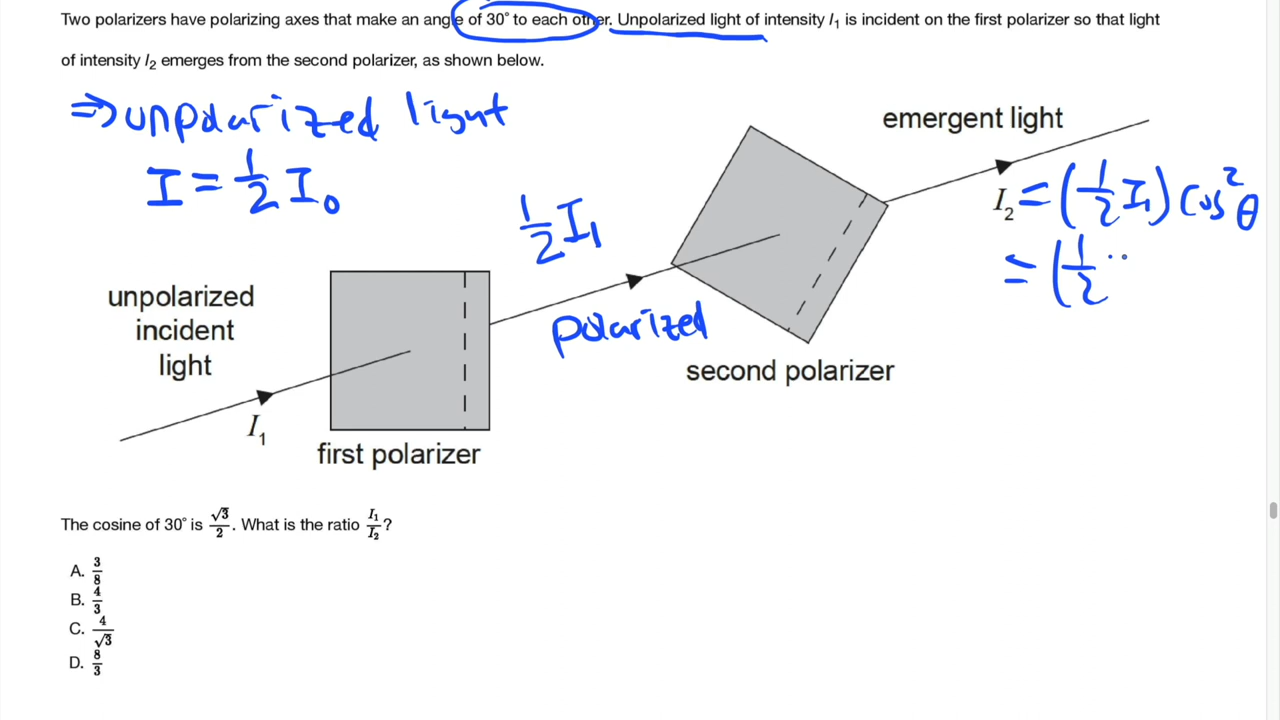 Two polarizers have polarizing axes that make an angle of 30° to each other. Unpolarized light of intensity I₁ is incident on the first polarizer so that light
of intensity I₂ emerges from the second polarizer, as shown below.
⇒ unpolarized light
I = 1/2 I₀
emergent light
I₂ = (1/2 I₁) cos²θ
= (1/2
1/2 I₁
polarized
unpolarized
incident
light
I₁
first polarizer
second polarizer
The cosine of 30° is √3/2. What is the ratio I₁/I₂?
A. 3/8
B. 4/3
C. 4/√3
D. 8/3